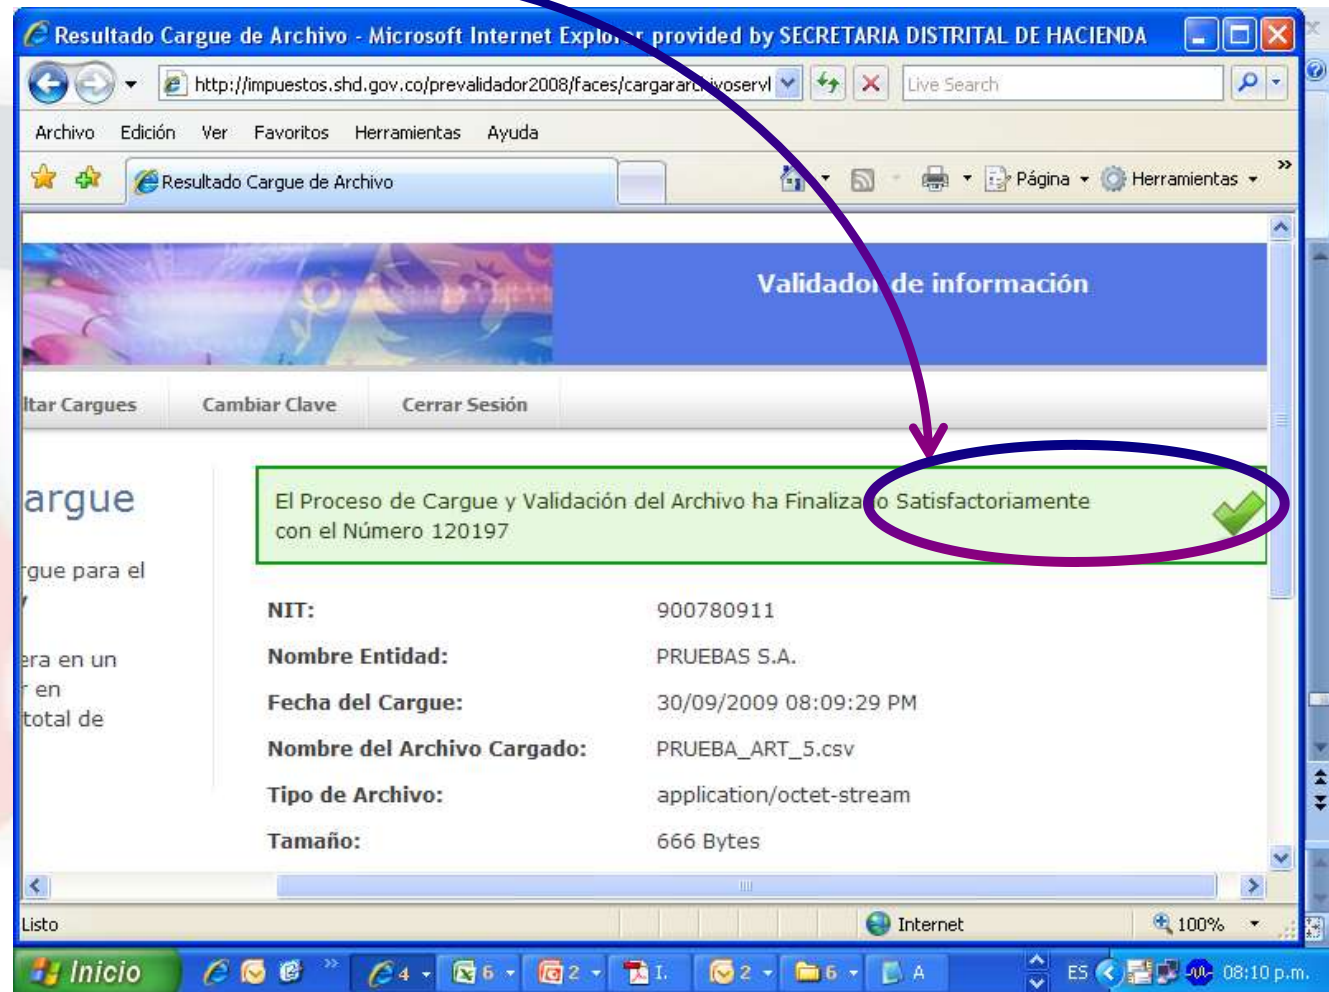 Resultado Cargue de Archivo - Microsoft Internet Explorer provided by SECRETARIA DISTRITAL DE HACIENDA
http://impuestos.shd.gov.co/prevalidador2008/faces/cargararchivoservl
Live Search
Archivo Edición Ver Favoritos Herramientas Ayuda
Resultado Cargue de Archivo
Página
Herramientas
Validador de información
ltar Cargues
Cambiar Clave
Cerrar Sesión
argue
rgue para el
era en un
r en
total de
El Proceso de Cargue y Validación del Archivo ha Finalizado Satisfactoriamente
con el Número 120197
NIT: 900780911
Nombre Entidad: PRUEBAS S.A.
Fecha del Cargue: 30/09/2009 08:09:29 PM
Nombre del Archivo Cargado: PRUEBA_ART_5.csv
Tipo de Archivo: application/octet-stream
Tamaño: 666 Bytes
Listo
Internet
100%
Inicio 4 6 2 I. 2 6 A ES 08:10 p.m.